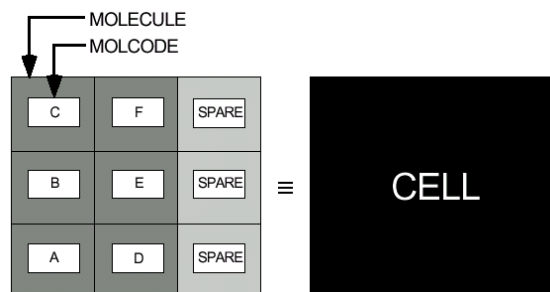 MOLECULE
MOLCODE
C F SPARE
B E SPARE
≡ CELL
A D SPARE